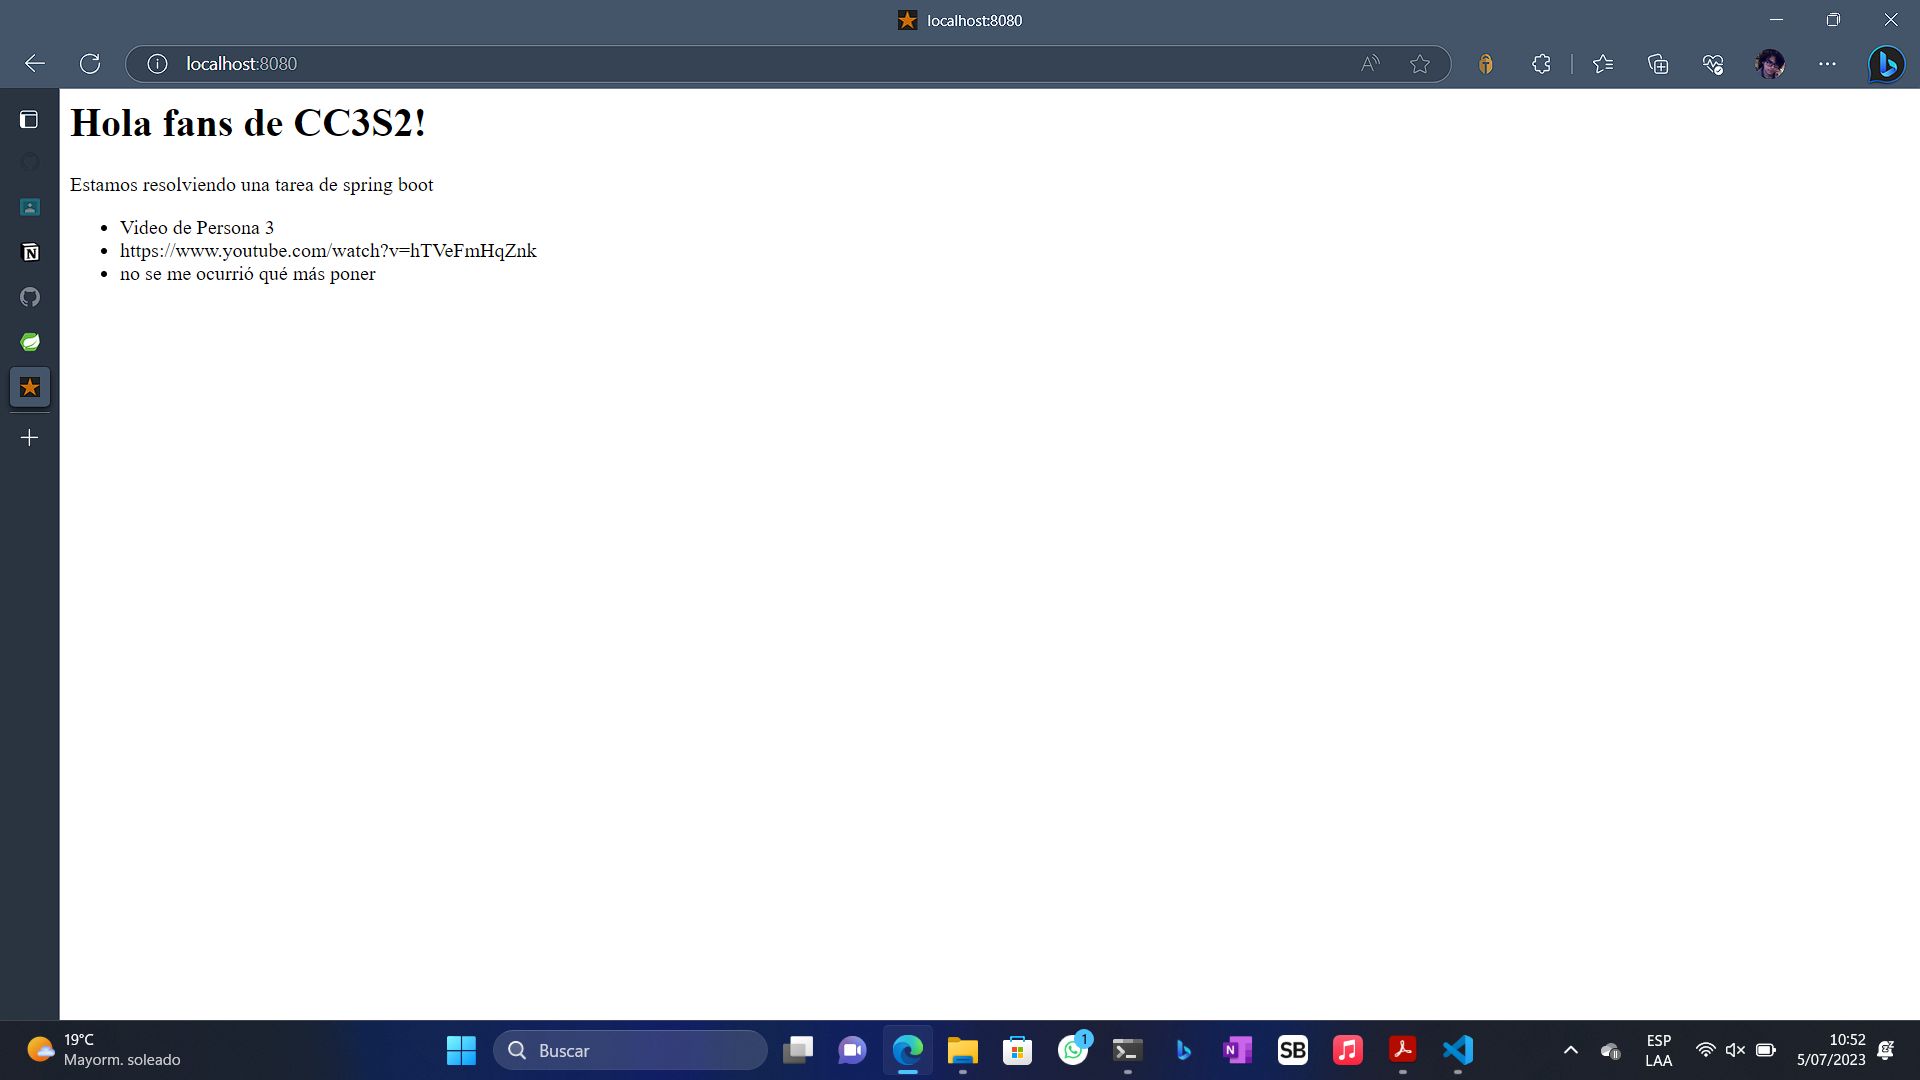 localhost:8080
localhost:8080
Hola fans de CC3S2!
Estamos resolviendo una tarea de spring boot
Video de Persona 3
https://www.youtube.com/watch?v=hTVeFmHqZnk
no se me ocurrió qué más poner
19°C
Mayorm. soleado
Buscar
1
N
SB
ESP
LAA
10:52
5/07/2023